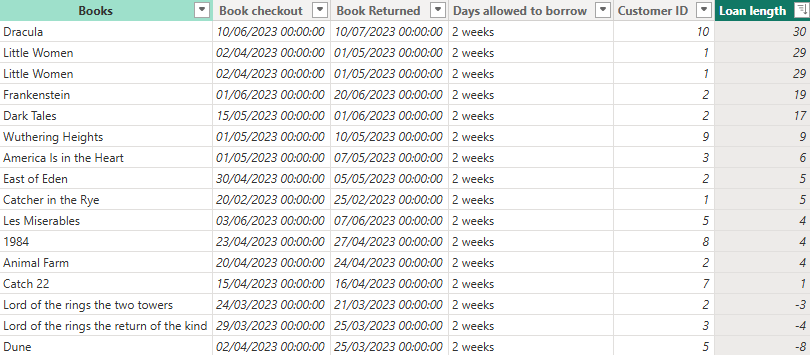 Books Book checkout Book Returned Days allowed to borrow Customer ID Loan length
Dracula 10/06/2023 00:00:00 10/07/2023 00:00:00 2 weeks 10 30
Little Women 02/04/2023 00:00:00 01/05/2023 00:00:00 2 weeks 1 29
Little Women 02/04/2023 00:00:00 01/05/2023 00:00:00 2 weeks 1 29
Frankenstein 01/06/2023 00:00:00 20/06/2023 00:00:00 2 weeks 2 19
Dark Tales 15/05/2023 00:00:00 01/06/2023 00:00:00 2 weeks 2 17
Wuthering Heights 01/05/2023 00:00:00 10/05/2023 00:00:00 2 weeks 9 9
America Is in the Heart 01/05/2023 00:00:00 07/05/2023 00:00:00 2 weeks 3 6
East of Eden 30/04/2023 00:00:00 05/05/2023 00:00:00 2 weeks 2 5
Catcher in the Rye 20/02/2023 00:00:00 25/02/2023 00:00:00 2 weeks 1 5
Les Miserables 03/06/2023 00:00:00 07/06/2023 00:00:00 2 weeks 5 4
1984 23/04/2023 00:00:00 27/04/2023 00:00:00 2 weeks 8 4
Animal Farm 20/04/2023 00:00:00 24/04/2023 00:00:00 2 weeks 2 4
Catch 22 15/04/2023 00:00:00 16/04/2023 00:00:00 2 weeks 7 1
Lord of the rings the two towers 24/03/2023 00:00:00 21/03/2023 00:00:00 2 weeks 2 -3
Lord of the rings the return of the kind 29/03/2023 00:00:00 25/03/2023 00:00:00 2 weeks 3 -4
Dune 02/04/2023 00:00:00 25/03/2023 00:00:00 2 weeks 5 -8